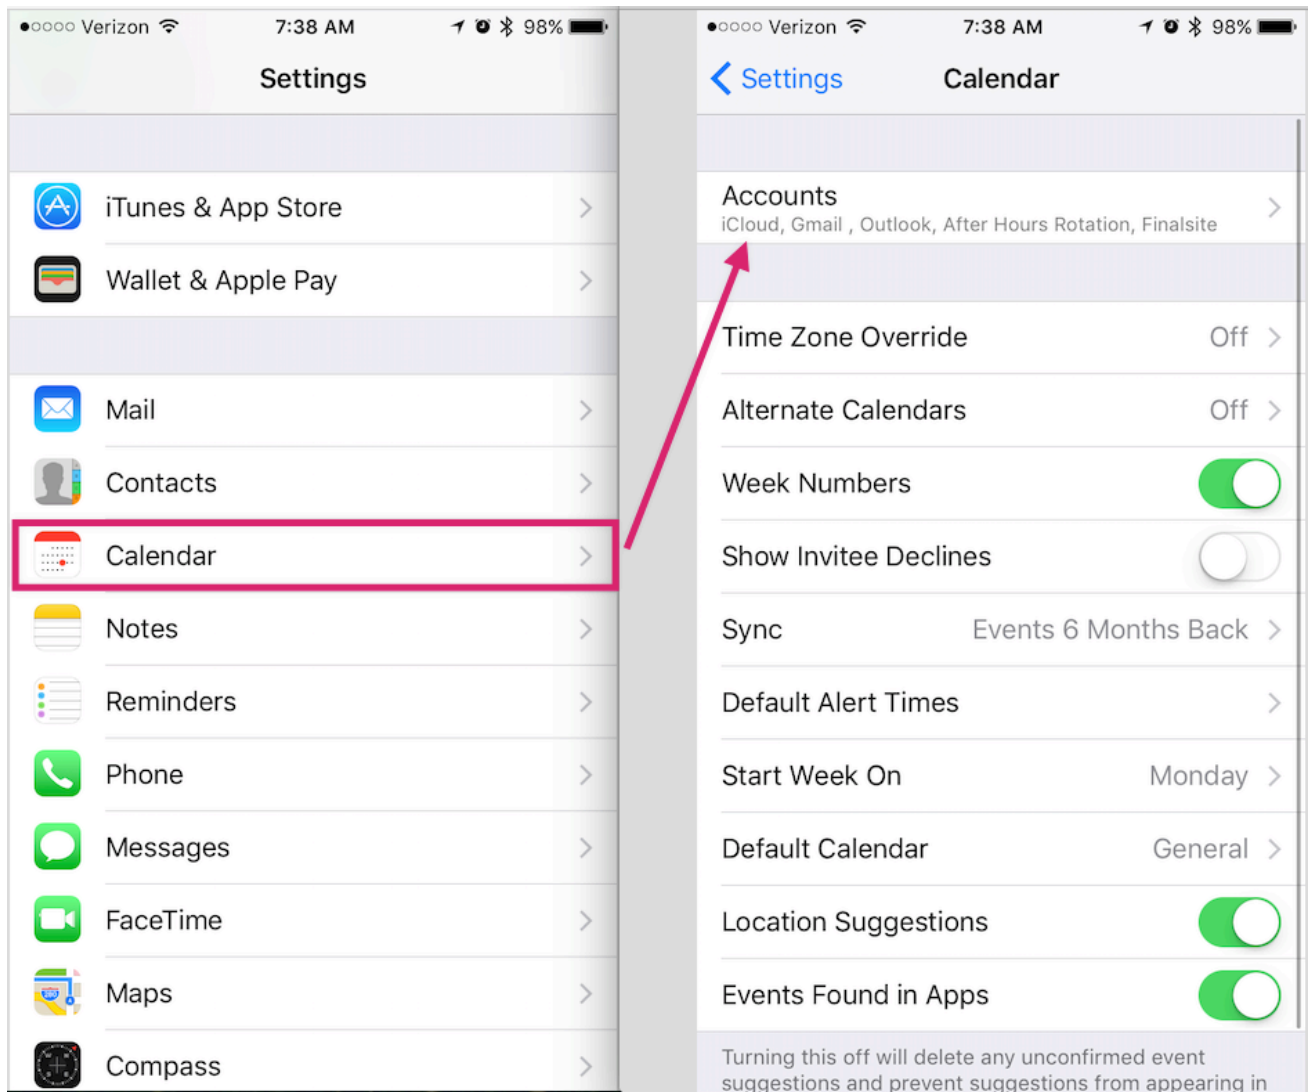 Verizon 7:38 AM 98%
Settings
iTunes & App Store
Wallet & Apple Pay
Mail
Contacts
Calendar
Notes
Reminders
Phone
Messages
FaceTime
Maps
Compass
Verizon 7:38 AM 98%
Settings Calendar
Accounts
iCloud, Gmail , Outlook, After Hours Rotation, Finalsite
Time Zone Override Off
Alternate Calendars Off
Week Numbers
Show Invitee Declines
Sync Events 6 Months Back
Default Alert Times
Start Week On Monday
Default Calendar General
Location Suggestions
Events Found in Apps
Turning this off will delete any unconfirmed event
suggestions and prevent suggestions from appearing in